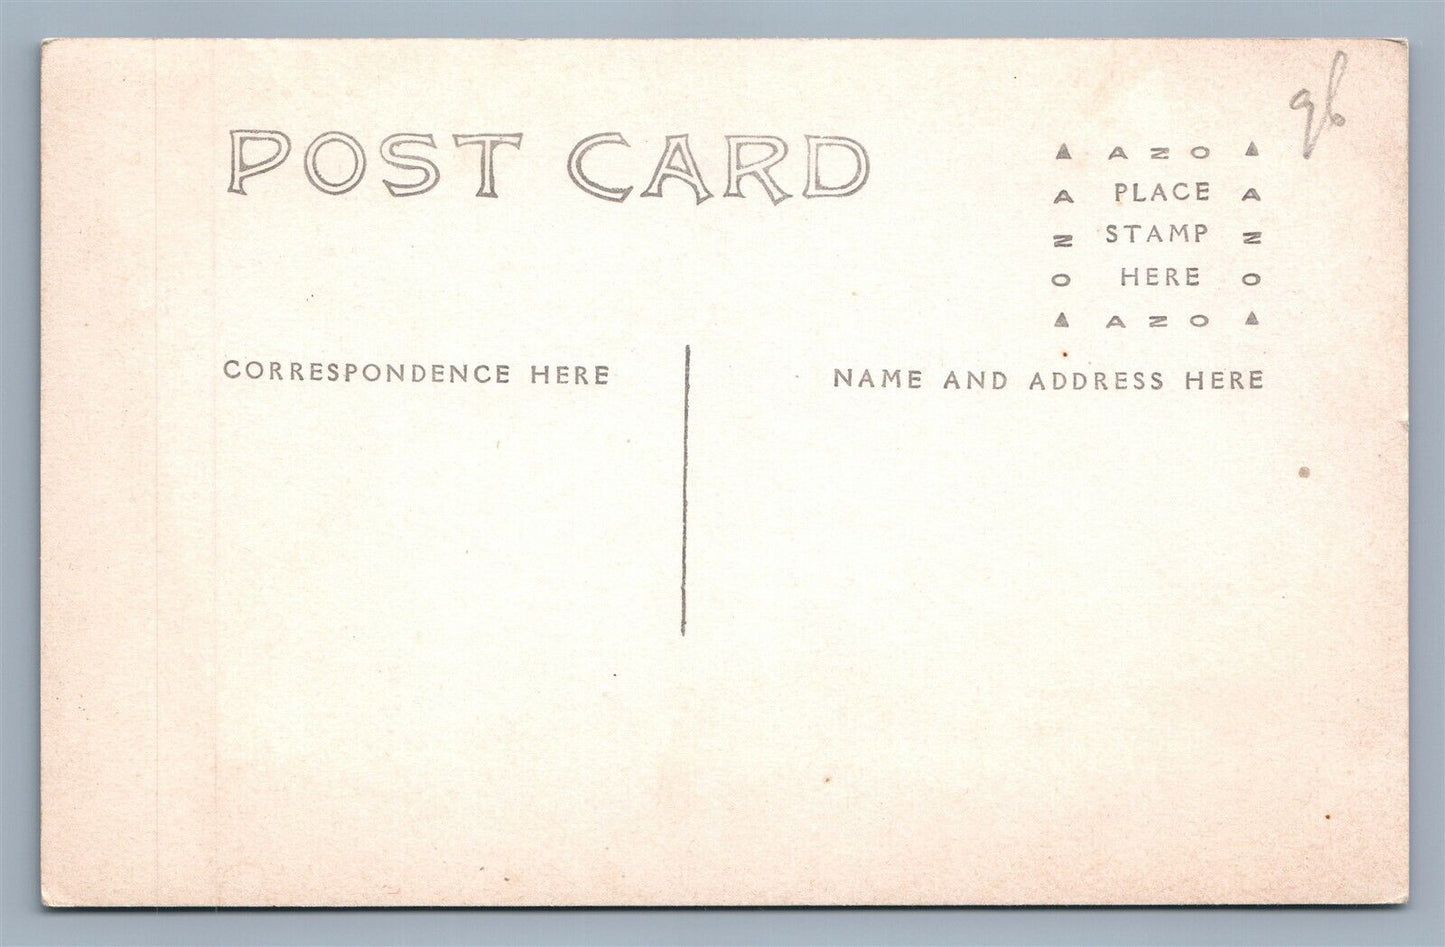 POST CARD
AZO
A PLACE A
N STAMP N
O HERE O
AZO
CORRESPONDENCE HERE
NAME AND ADDRESS HERE